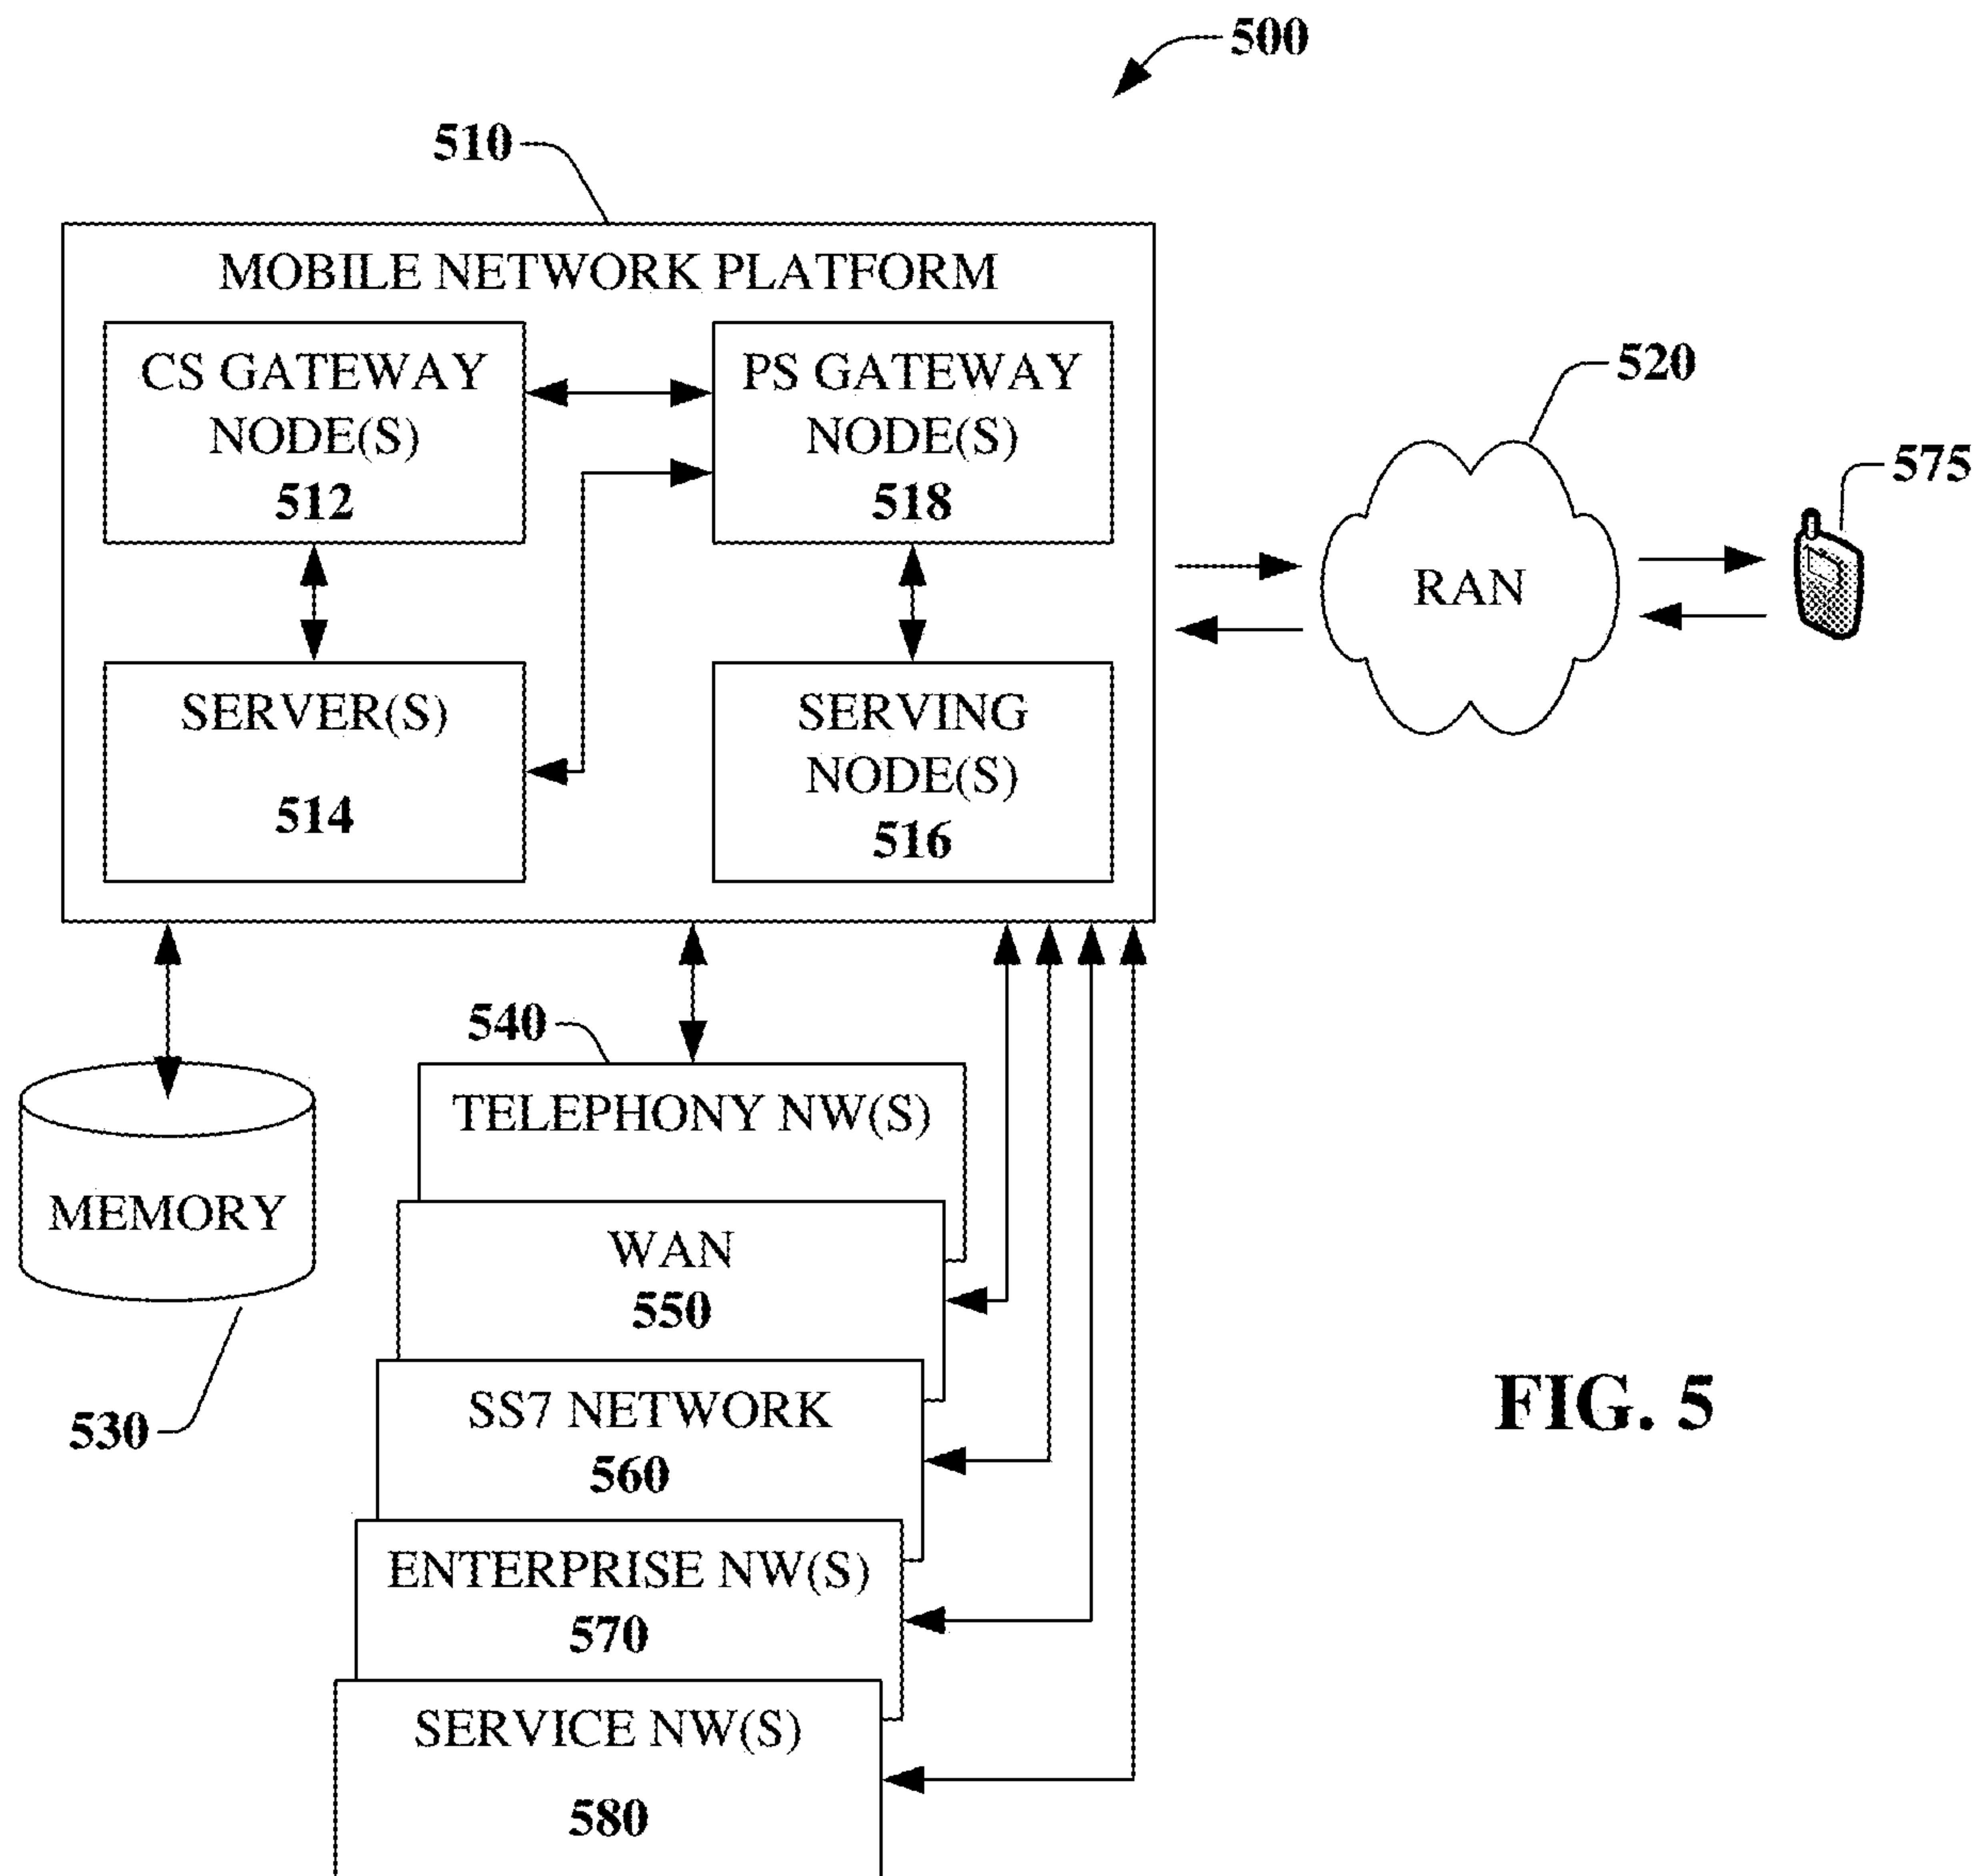 500
510
MOBILE NETWORK PLATFORM
CS GATEWAY
NODE(S)
512
PS GATEWAY
NODE(S)
518
SERVER(S)
514
SERVING
NODE(S)
516
520
RAN
575
540
TELEPHONY NW(S)
MEMORY
530
WAN
550
SS7 NETWORK
560
ENTERPRISE NW(S)
570
SERVICE NW(S)
580
FIG. 5